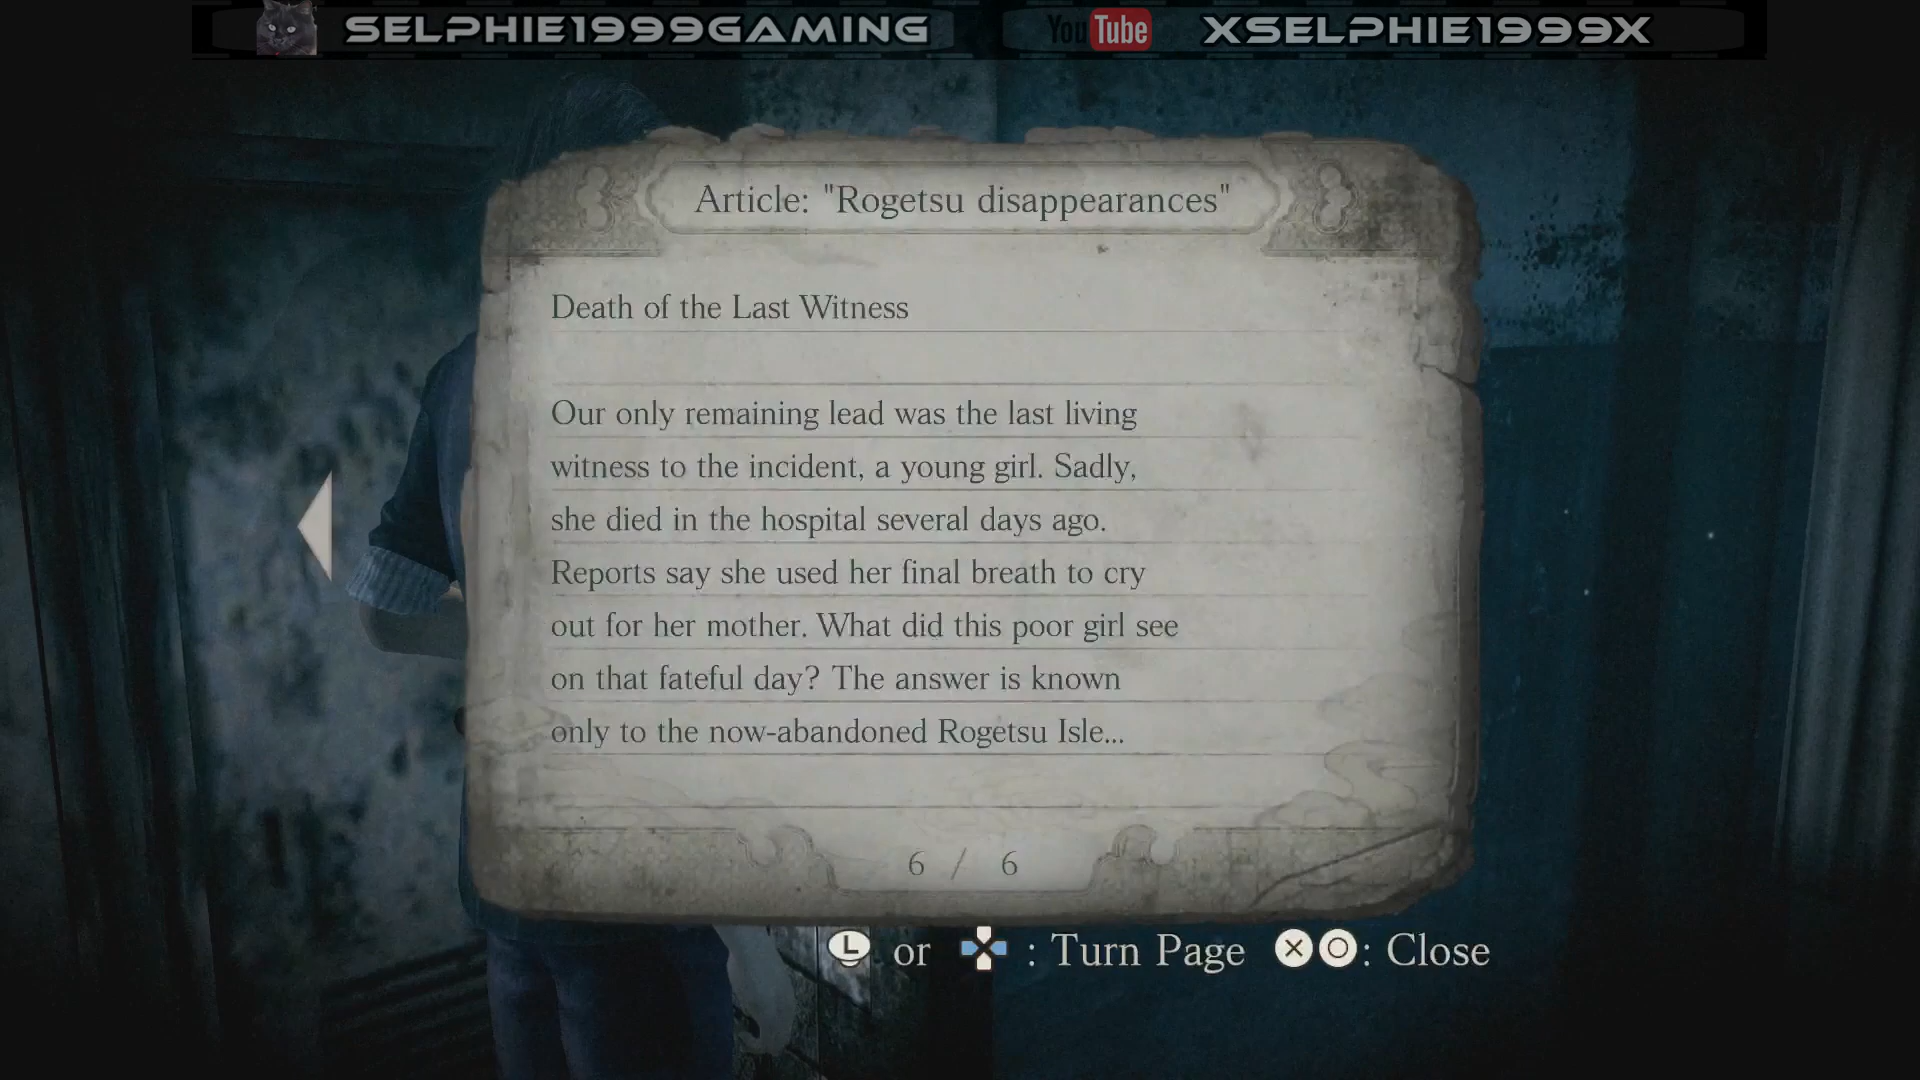 SELPHIE1999GAMING
YouTube XSELPHIE1999X
Article: "Rogetsu disappearances"
Death of the Last Witness
Our only remaining lead was the last living
witness to the incident, a young girl. Sadly,
she died in the hospital several days ago.
Reports say she used her final breath to cry
out for her mother. What did this poor girl see
on that fateful day? The answer is known
only to the now-abandoned Rogetsu Isle...
6 / 6
L or : Turn Page : Close